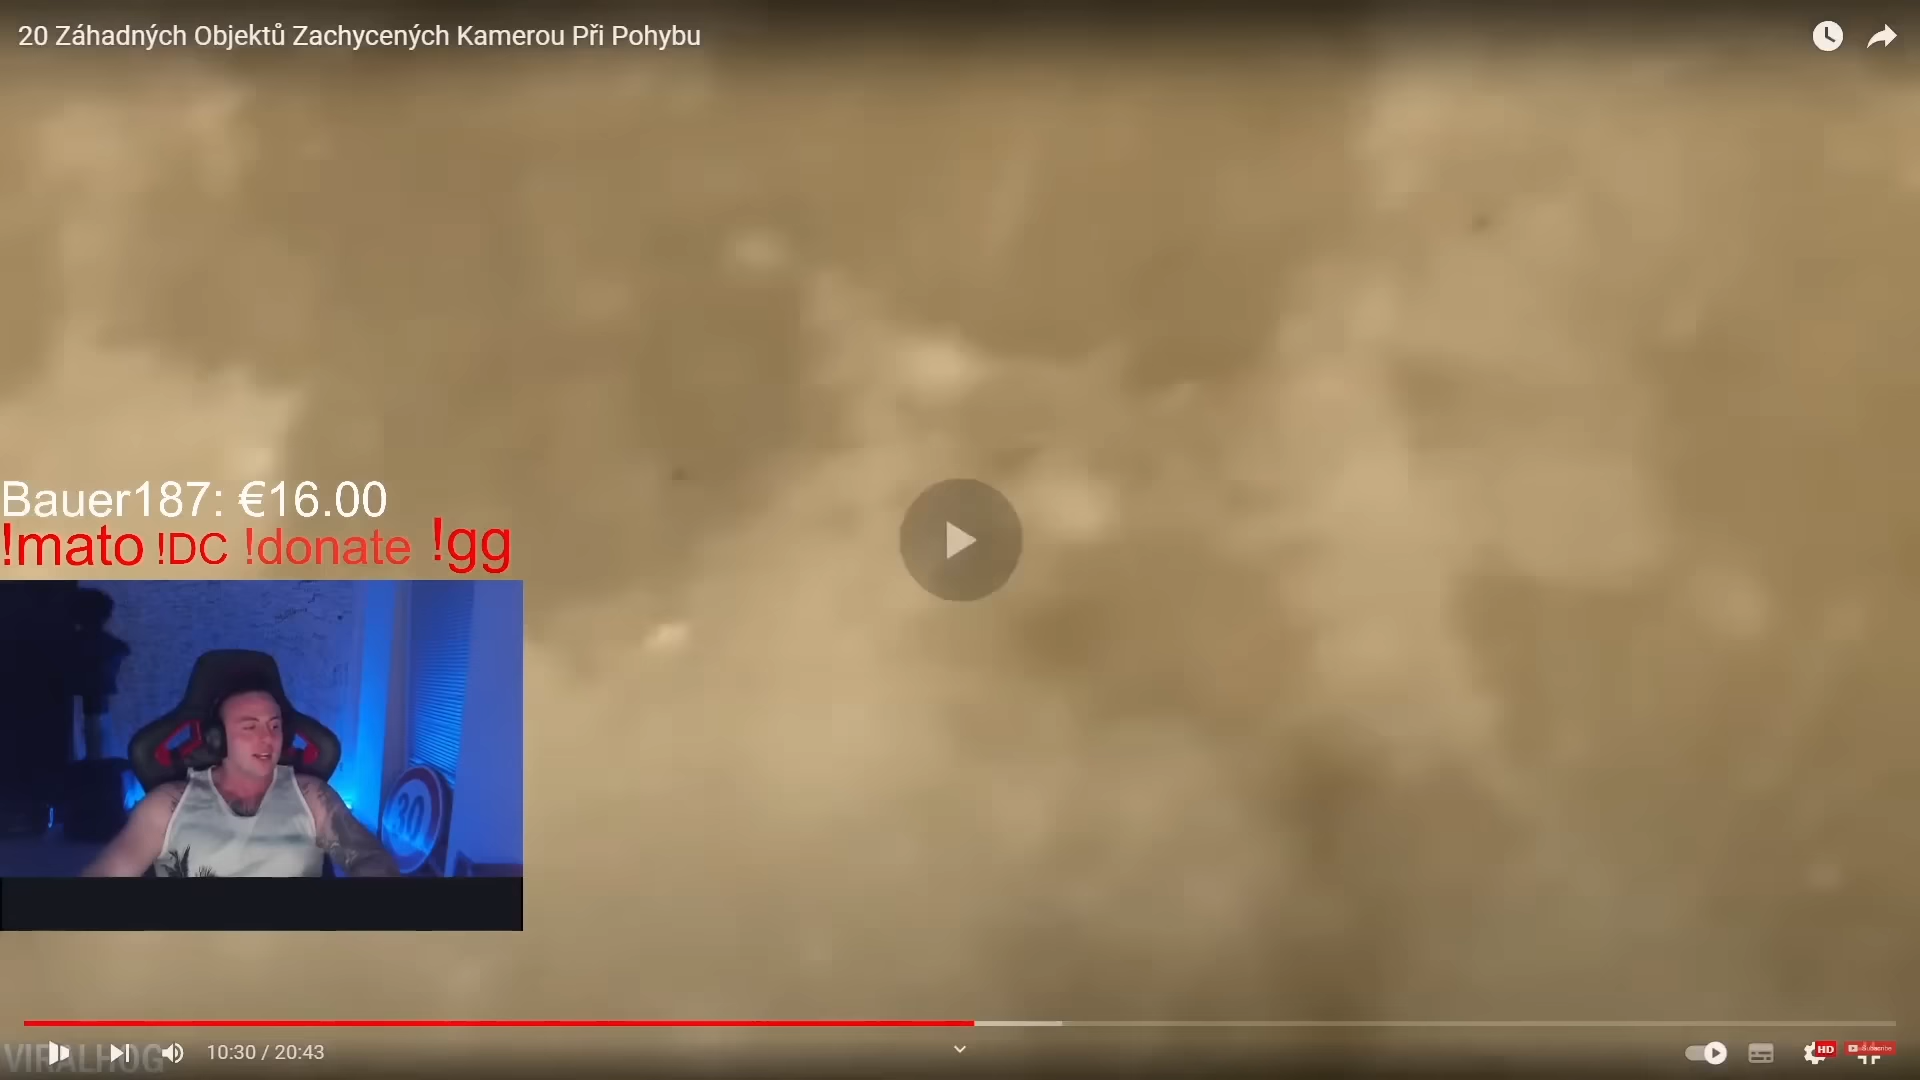 20 Záhadných Objektů Zachycených Kamerou Při Pohybu
Bauer187: €16.00
!mato !DC !donate !gg
30
VIRALHOG
10:30 / 20:43
HD
Subscribe